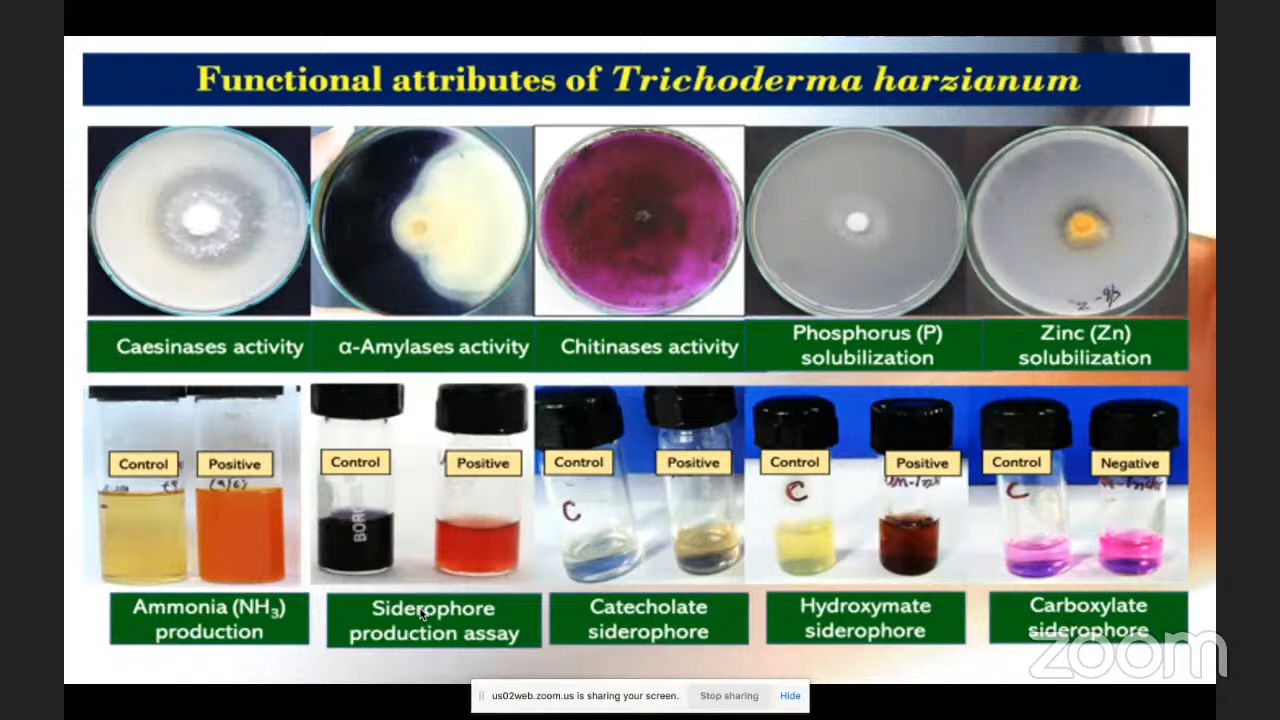 Functional attributes of Trichoderma harzianum
Caesinases activity
α-Amylases activity
Chitinases activity
Phosphorus (P)
solubilization
Zinc (Zn)
solubilization
Control
Positive
Control
Positive
Control
Positive
Control
Positive
Control
Negative
C
C
C
BORO
Ammonia (NH₃)
production
Siderophore
production assay
Catecholate
siderophore
Hydroxymate
siderophore
Carboxylate
siderophore
zoom
us02web.zoom.us is sharing your screen.
Stop sharing
Hide